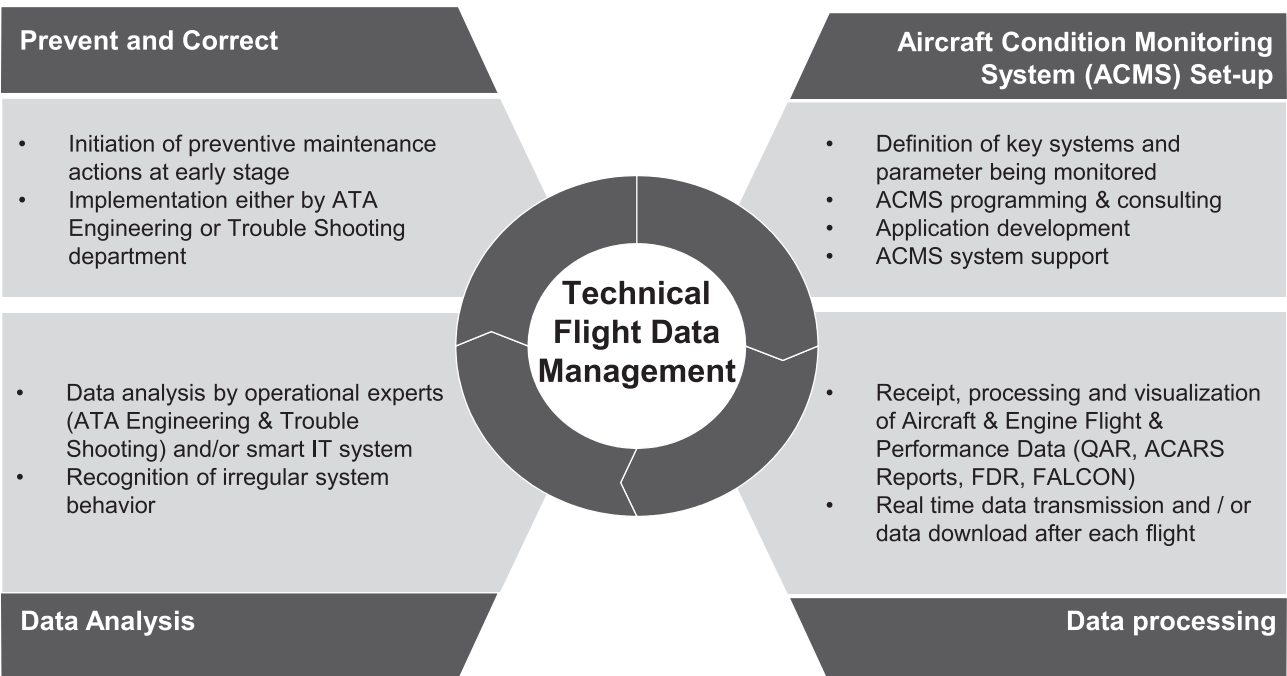 Prevent and Correct
• Initiation of preventive maintenance
actions at early stage
• Implementation either by ATA
Engineering or Trouble Shooting
department
Aircraft Condition Monitoring
System (ACMS) Set-up
• Definition of key systems and
parameter being monitored
• ACMS programming & consulting
• Application development
• ACMS system support
Technical
Flight Data
Management
• Data analysis by operational experts
(ATA Engineering & Trouble
Shooting) and/or smart IT system
• Recognition of irregular system
behavior
Data Analysis
• Receipt, processing and visualization
of Aircraft & Engine Flight &
Performance Data (QAR, ACARS
Reports, FDR, FALCON)
• Real time data transmission and / or
data download after each flight
Data processing